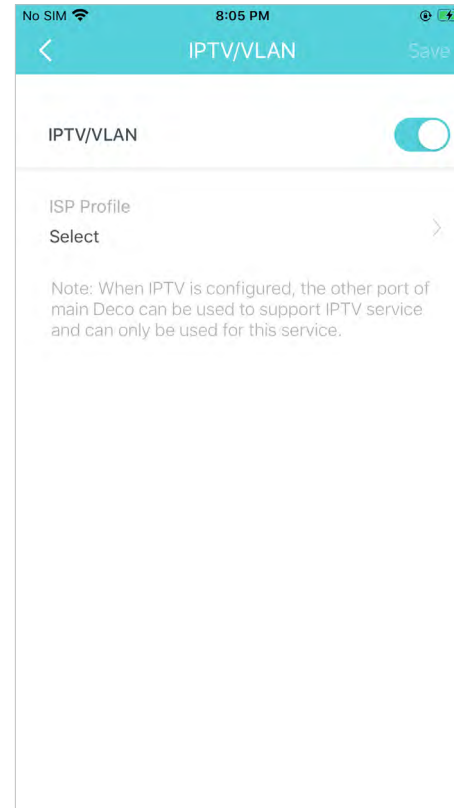 No SIM 8:05 PM
IPTV/VLAN Save
IPTV/VLAN
ISP Profile
Select
Note: When IPTV is configured, the other port of
main Deco can be used to support IPTV service
and can only be used for this service.